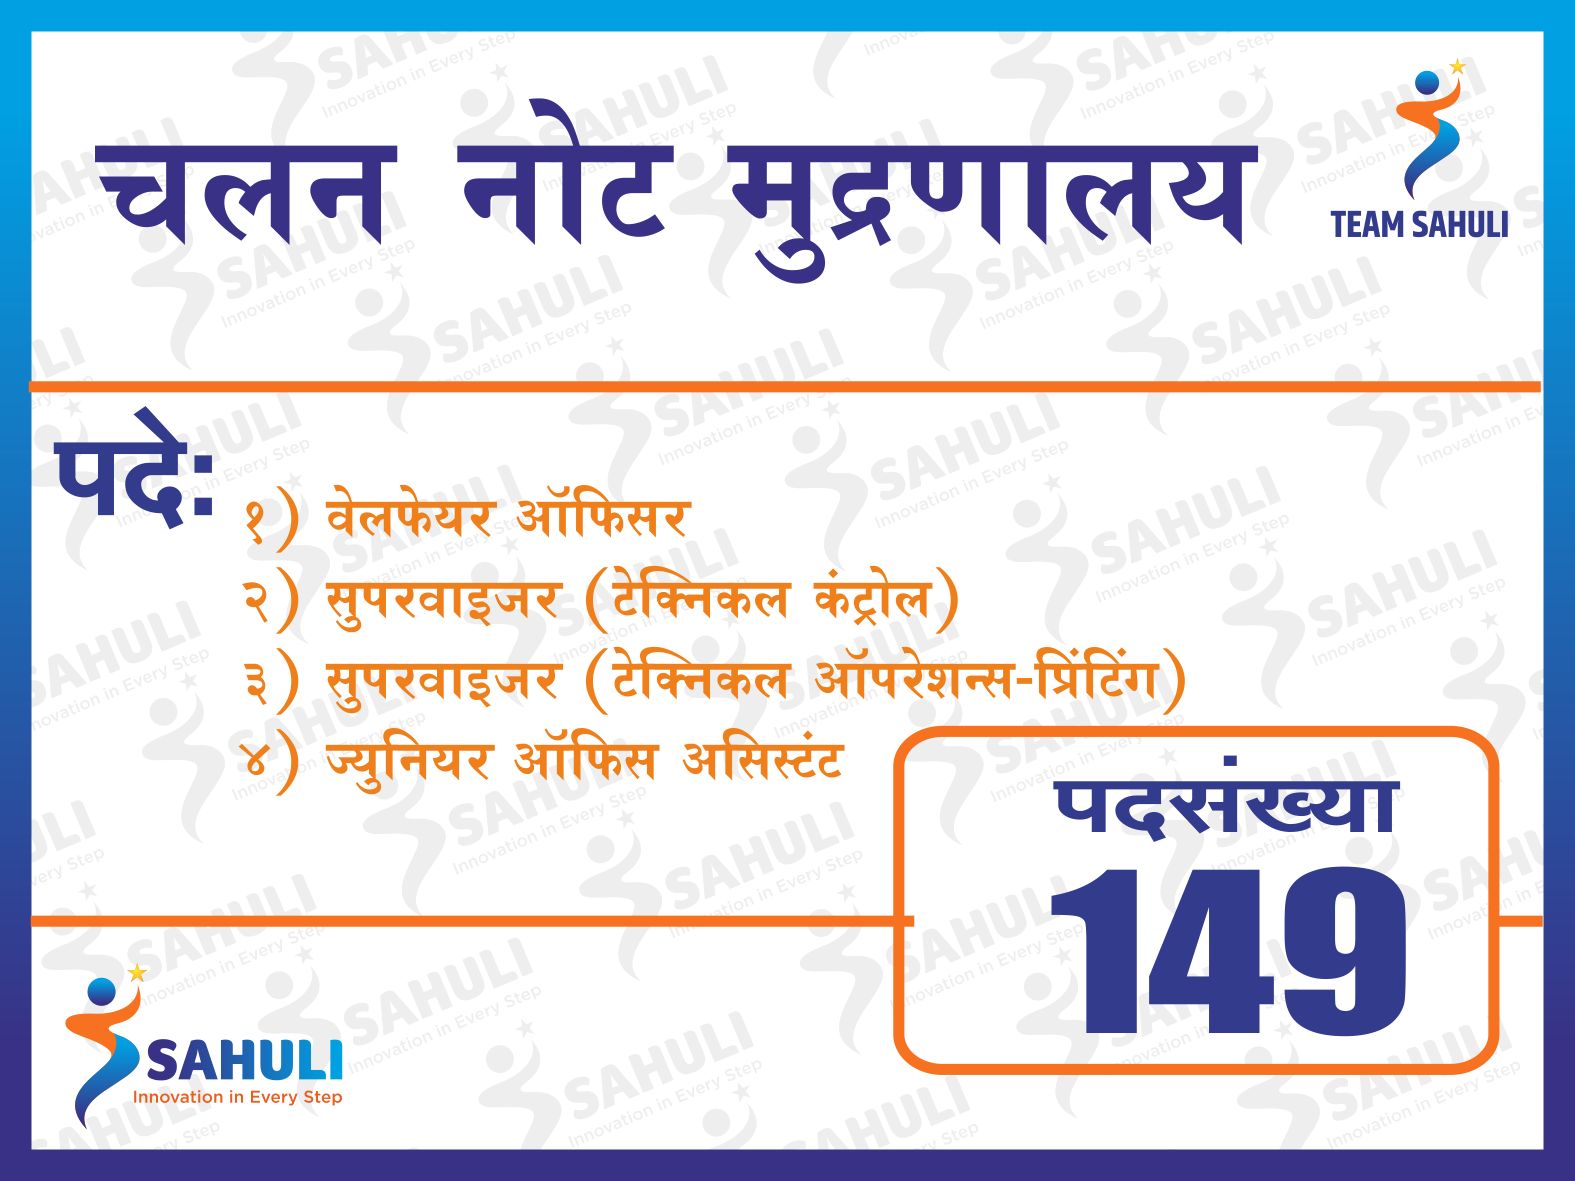 चलन नोट मुद्रणालय
TEAM SAHULI
पदे:
१) वेलफेयर ऑफिसर
२) सुपरवाइजर (टेक्निकल कंट्रोल)
३) सुपरवाइजर (टेक्निकल ऑपरेशन्स-प्रिंटिंग)
४) ज्युनियर ऑफिस असिस्टंट
पदसंख्या
149
SAHULI
Innovation in Every Step